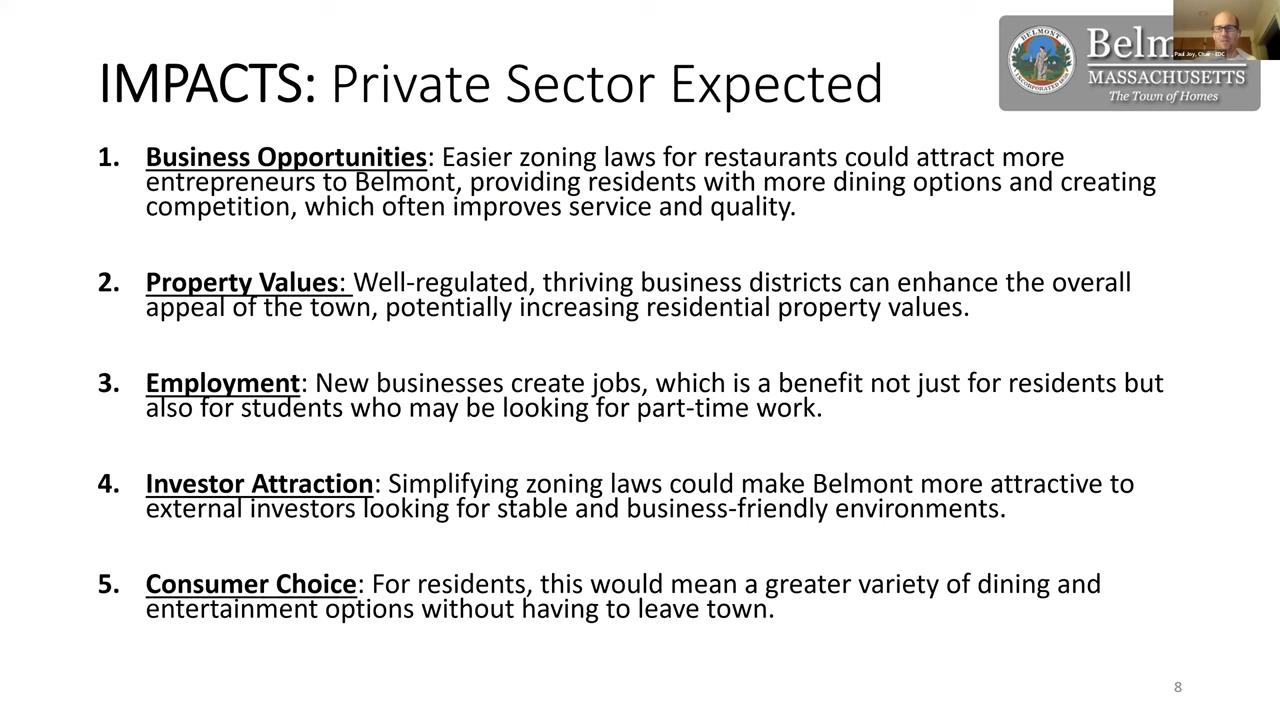 IMPACTS: Private Sector Expected
Belm
Paul Joy, Chair - EDC
MASSACHUSETTS
The Town of Homes
BELMONT
INCORPORATED
1. Business Opportunities: Easier zoning laws for restaurants could attract more
entrepreneurs to Belmont, providing residents with more dining options and creating
competition, which often improves service and quality.
2. Property Values: Well-regulated, thriving business districts can enhance the overall
appeal of the town, potentially increasing residential property values.
3. Employment: New businesses create jobs, which is a benefit not just for residents but
also for students who may be looking for part-time work.
4. Investor Attraction: Simplifying zoning laws could make Belmont more attractive to
external investors looking for stable and business-friendly environments.
5. Consumer Choice: For residents, this would mean a greater variety of dining and
entertainment options without having to leave town.
8